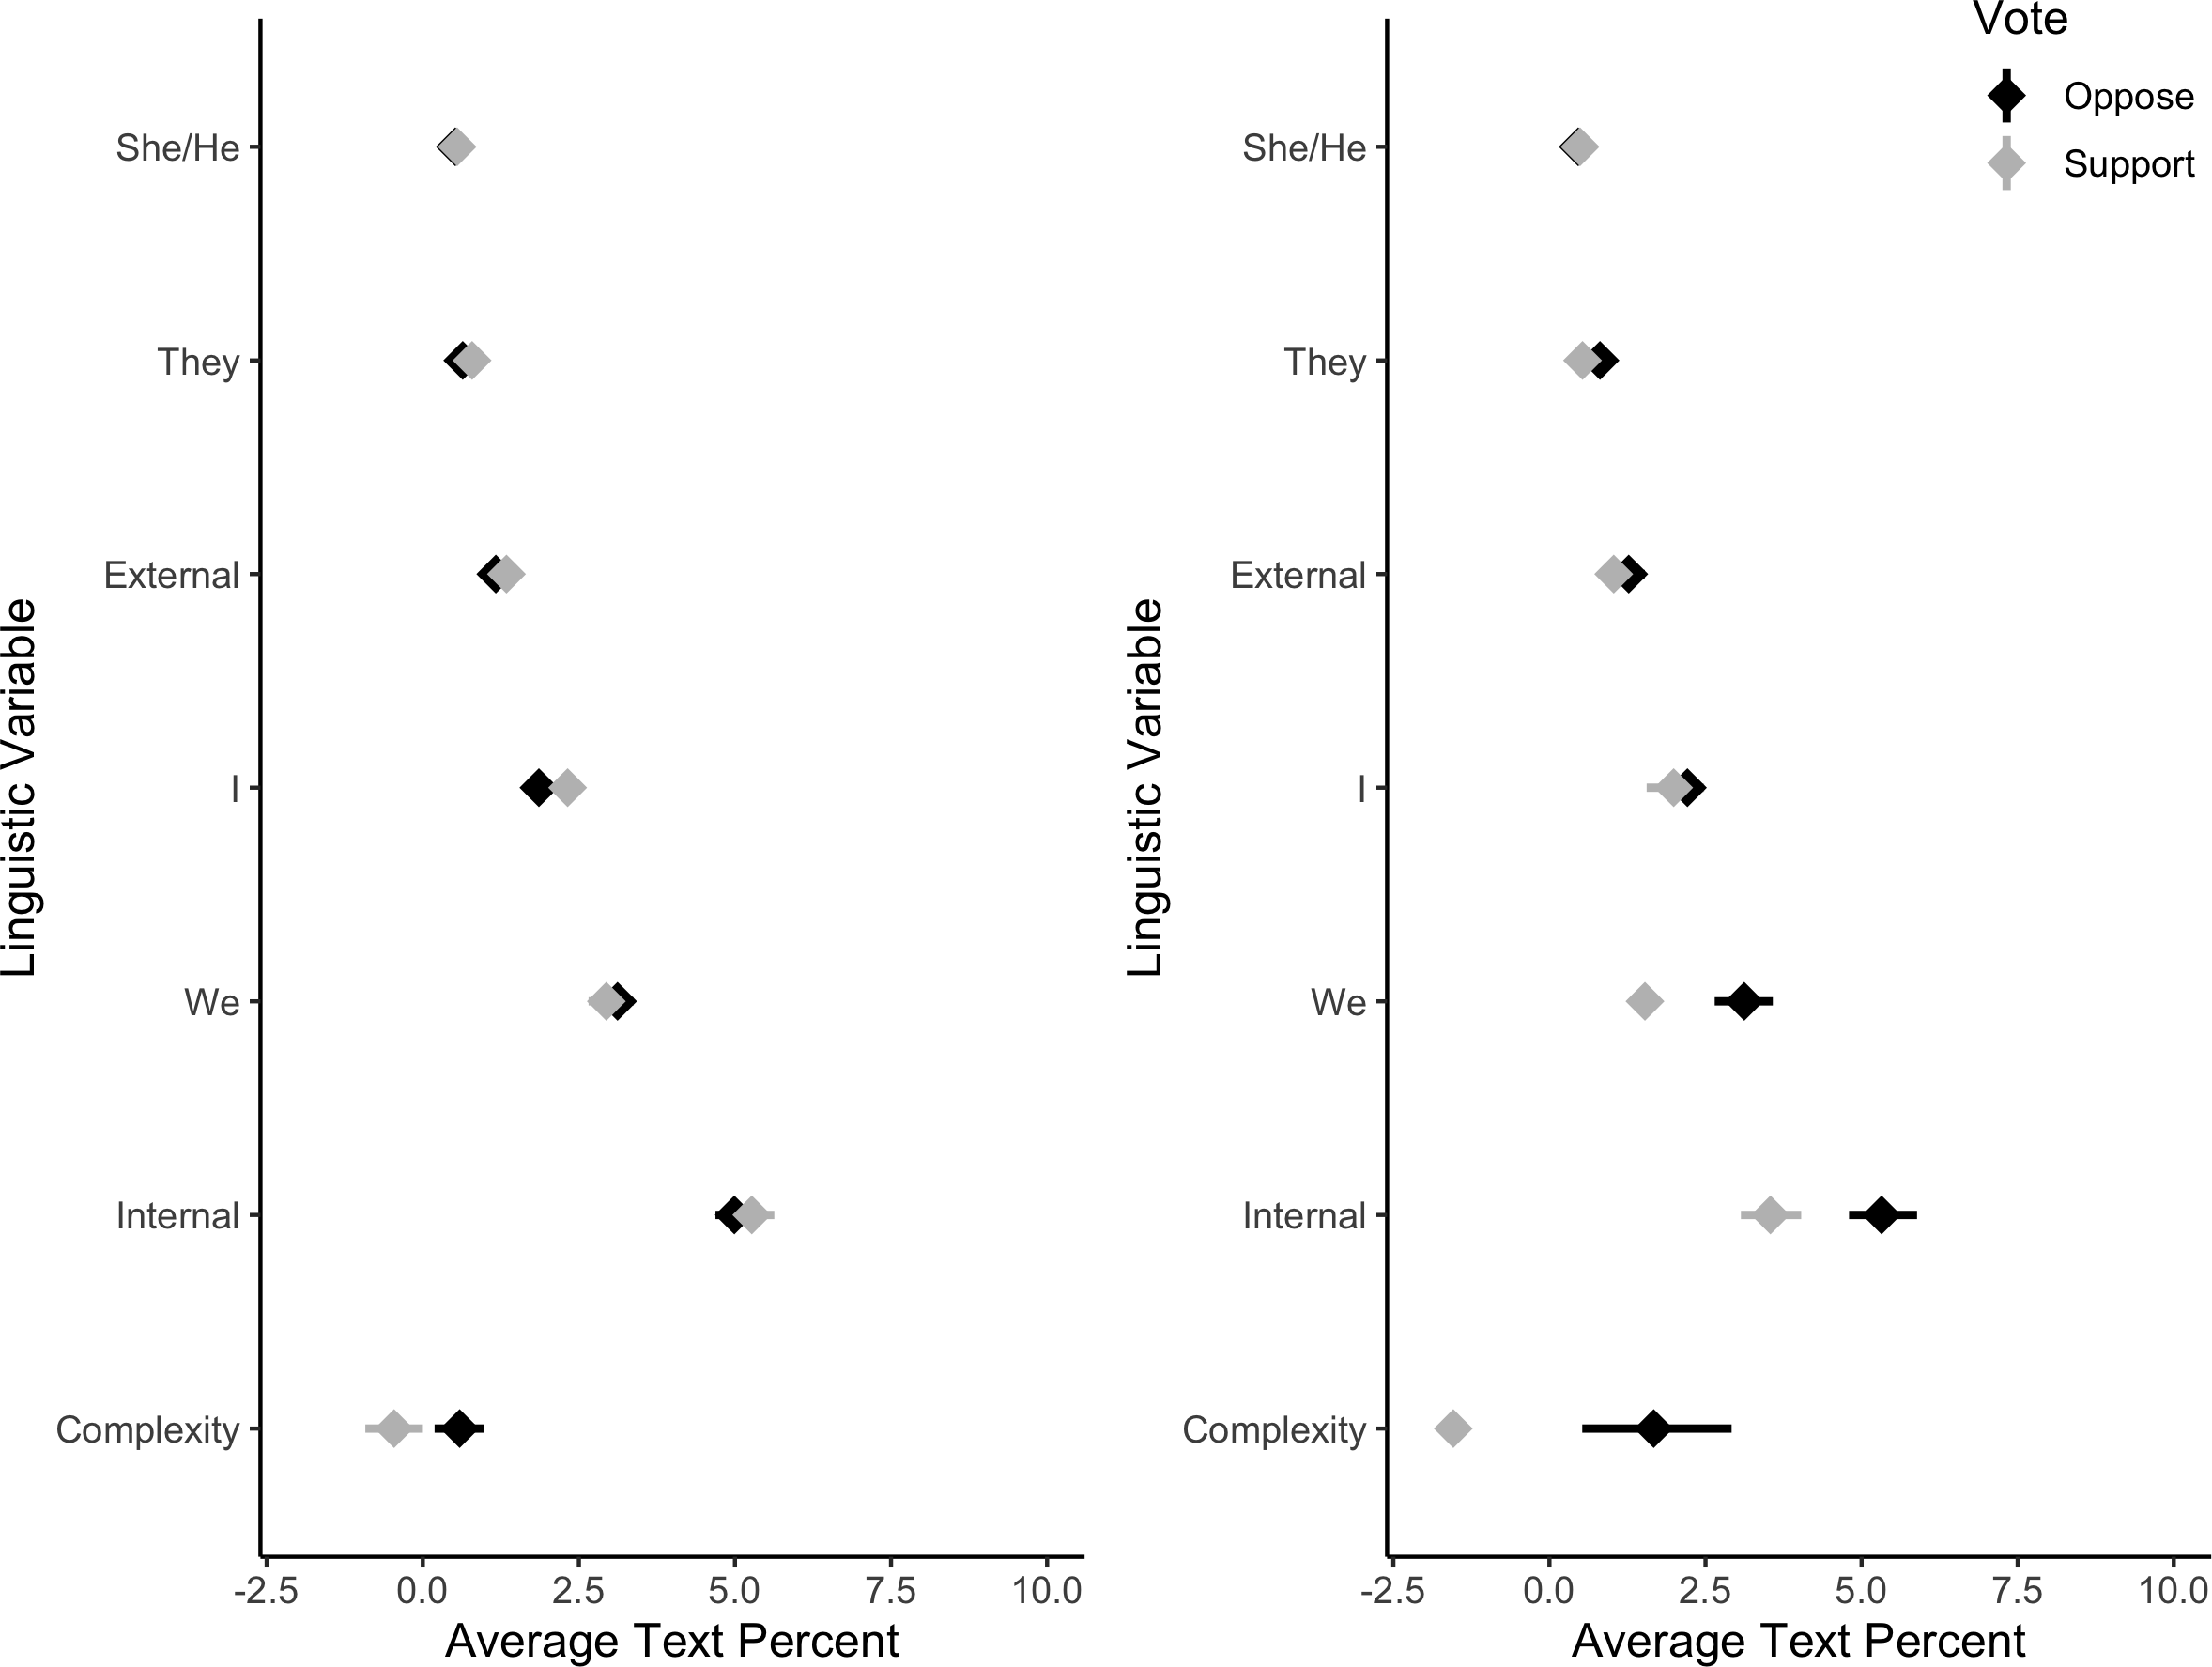 Linguistic Variable
She/He
They
External
I
We
Internal
Complexity
-2.5 0.0 2.5 5.0 7.5 10.0
Average Text Percent
Linguistic Variable
She/He
They
External
I
We
Internal
Complexity
-2.5 0.0 2.5 5.0 7.5 10.0
Average Text Percent
Vote
Oppose
Support